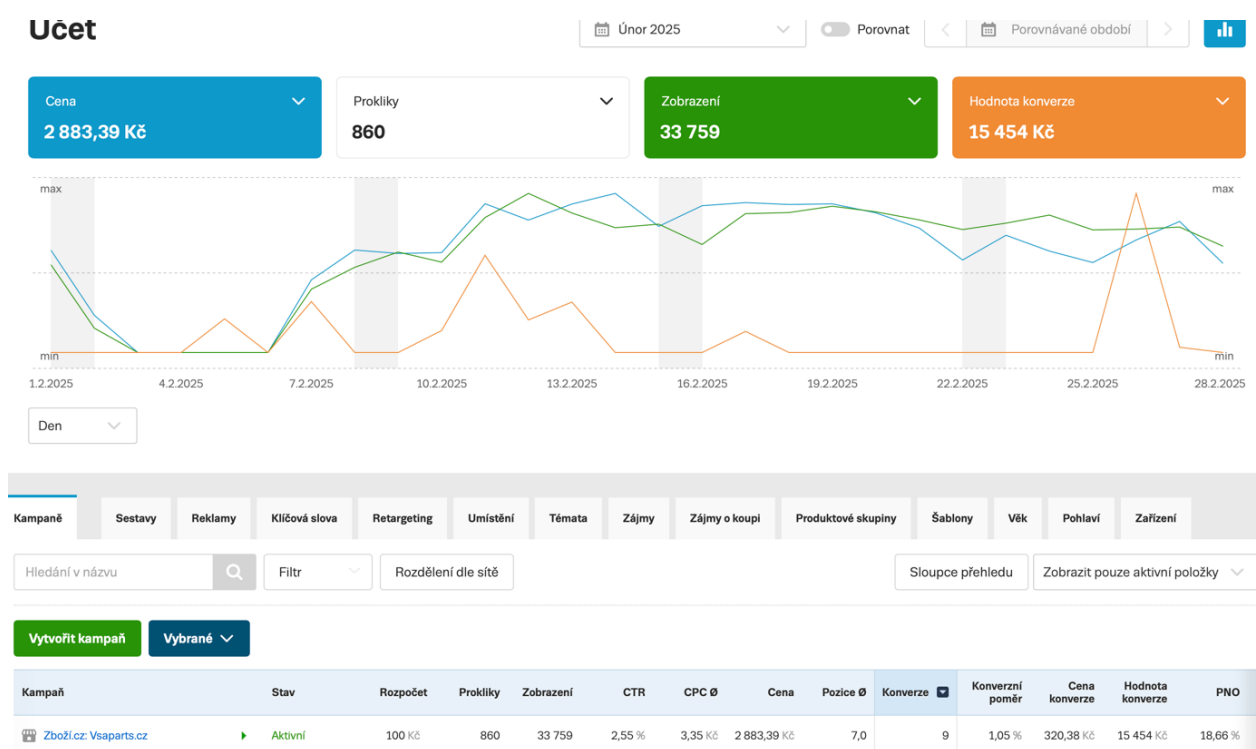 Účet
Únor 2025
Porovnat
Porovnávané období
Cena
2 883,39 Kč
Prokliky
860
Zobrazení
33 759
Hodnota konverze
15 454 Kč
max
max
min
min
1.2.2025 4.2.2025 7.2.2025 10.2.2025 13.2.2025 16.2.2025 19.2.2025 22.2.2025 25.2.2025 28.2.2025
Den
Kampaně Sestavy Reklamy Klíčová slova Retargeting Umístění Témata Zájmy Zájmy o koupi Produktové skupiny Šablony Věk Pohlaví Zařízení
Hledání v názvu Filtr Rozdělení dle sítě Sloupce přehledu Zobrazit pouze aktivní položky
Vytvořit kampaň Vybrané
Kampaň Stav Rozpočet Prokliky Zobrazení CTR CPC Ø Cena Pozice Ø Konverze Konverzní poměr Cena konverze Hodnota konverze PNO
Zboží.cz: Vsaparts.cz Aktivní 100 Kč 860 33 759 2,55 % 3,35 Kč 2 883,39 Kč 7,0 9 1,05 % 320,38 Kč 15 454 Kč 18,66 %